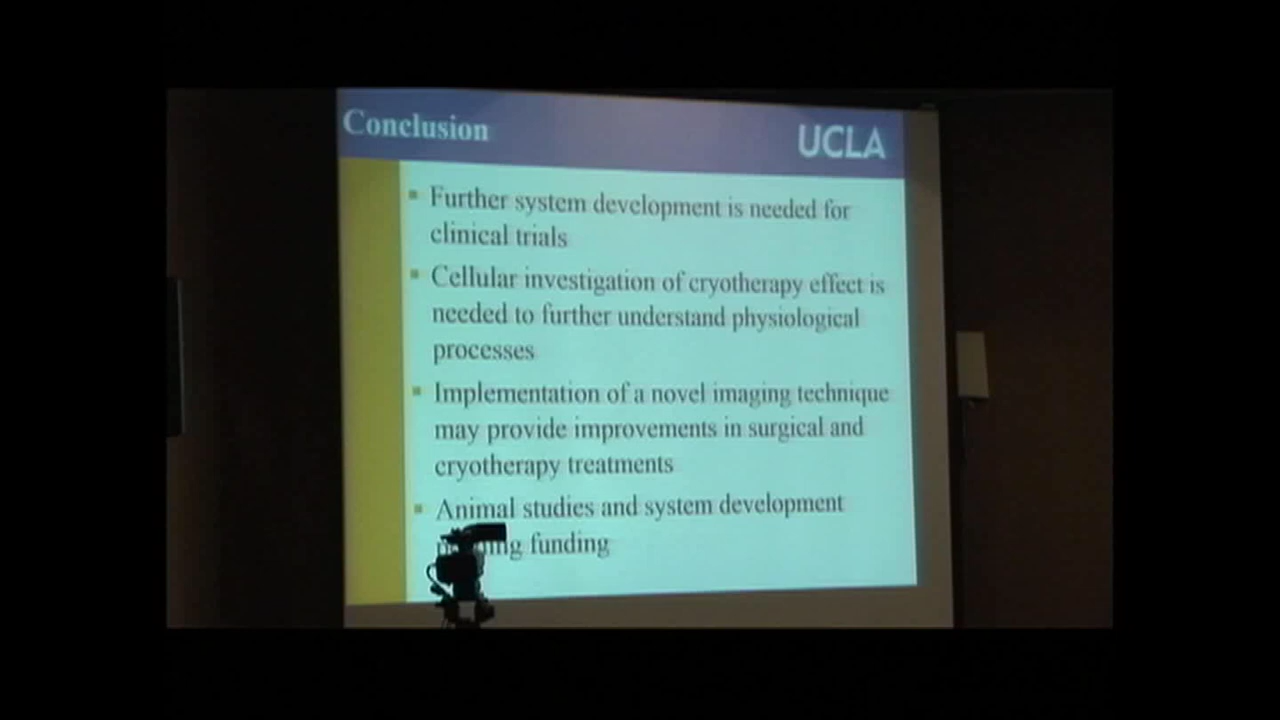 Conclusion
UCLA
Further system development is needed for
clinical trials
Cellular investigation of cryotherapy effect is
needed to further understand physiological
processes
Implementation of a novel imaging technique
may provide improvements in surgical and
cryotherapy treatments
Animal studies and system development
funding